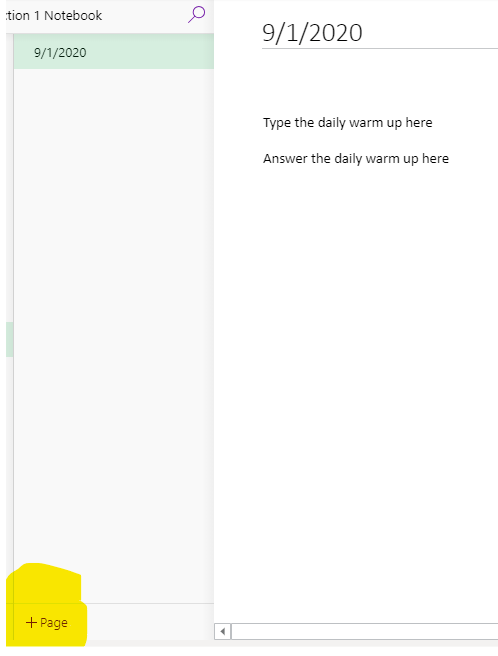 ction 1 Notebook
9/1/2020
9/1/2020
Type the daily warm up here
Answer the daily warm up here
+ Page